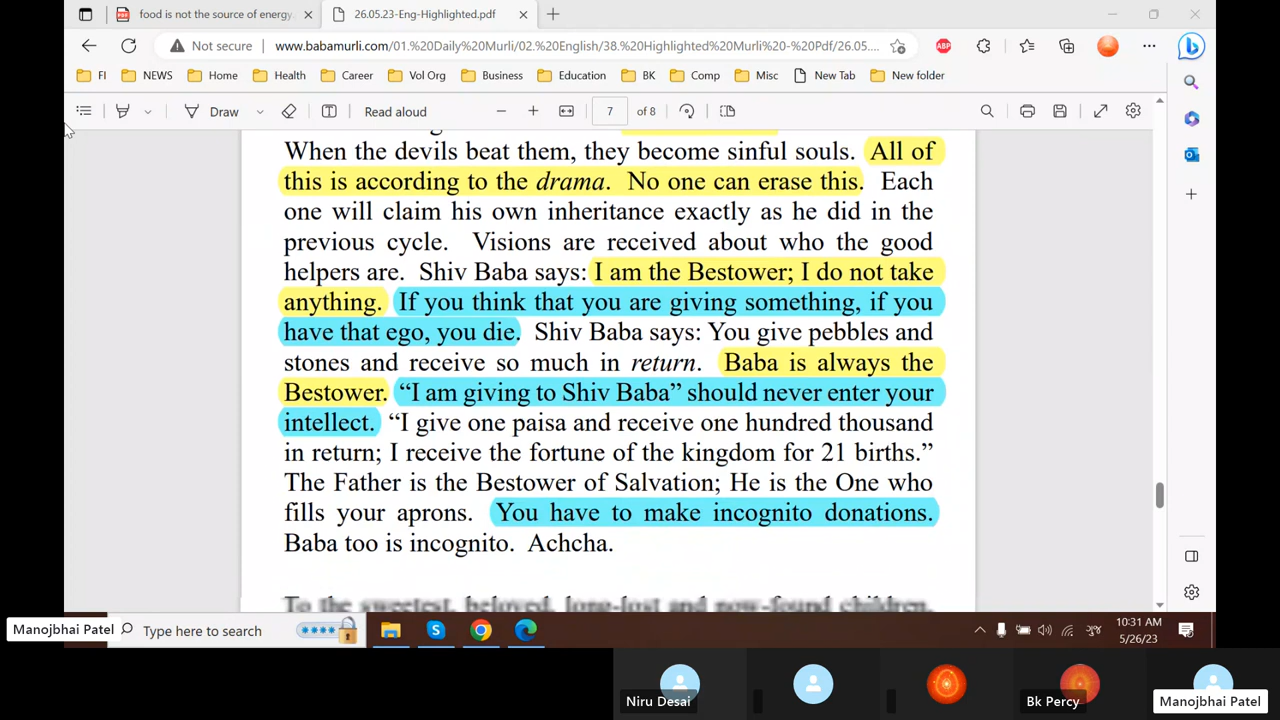 food is not the source of energy.
26.05.23-Eng-Highlighted.pdf
Not secure
www.babamurli.com/01.%20Daily%20Murli/02.%20English/38.%20Highlighted%20Murli%20-%20Pdf/26.05....
ABP
FI
NEWS
Home
Health
Career
Vol Org
Business
Education
BK
Comp
Misc
New Tab
New folder
Draw
Read aloud
7
of 8
When the devils beat them, they become sinful souls. All of
this is according to the drama. No one can erase this. Each
one will claim his own inheritance exactly as he did in the
previous cycle. Visions are received about who the good
helpers are. Shiv Baba says: I am the Bestower; I do not take
anything. If you think that you are giving something, if you
have that ego, you die. Shiv Baba says: You give pebbles and
stones and receive so much in return. Baba is always the
Bestower. “I am giving to Shiv Baba” should never enter your
intellect. “I give one paisa and receive one hundred thousand
in return; I receive the fortune of the kingdom for 21 births.”
The Father is the Bestower of Salvation; He is the One who
fills your aprons. You have to make incognito donations.
Baba too is incognito. Achcha.
To the sweetest, beloved, long-lost and now-found children,
Manojbhai Patel
Type here to search
10:31 AM
5/26/23
Niru Desai
Bk Percy
Manojbhai Patel